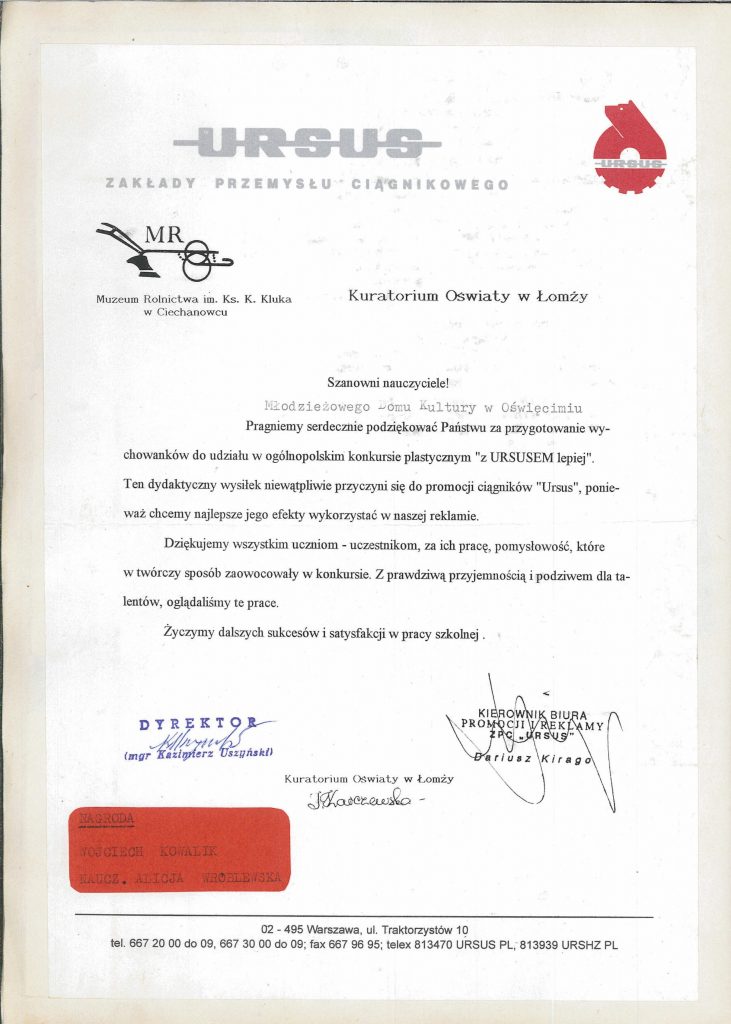 URSUS
ZAKŁADY PRZEMYSŁU CIĄGNIKOWEGO
URSUS
MR
Muzeum Rolnictwa im. Ks. K. Kluka
w Ciechanowcu
Kuratorium Oświaty w Łomży
Szanowni nauczyciele!
Młodzieżowego Domu Kultury w Oświęcimiu
Pragniemy serdecznie podziękować Państwu za przygotowanie wy-
chowanków do udziału w ogólnopolskim konkursie plastycznym "z URSUSEM lepiej".
Ten dydaktyczny wysiłek niewątpliwie przyczyni się do promocji ciągników "Ursus", ponie-
waż chcemy najlepsze jego efekty wykorzystać w naszej reklamie.
Dziękujemy wszystkim uczniom - uczestnikom, za ich pracę, pomysłowość, które
w twórczy sposób zaowocowały w konkursie. Z prawdziwą przyjemnością i podziwem dla ta-
lentów, oglądaliśmy te prace.
Życzymy dalszych sukcesów i satysfakcji w pracy szkolnej .
DYREKTOR
(mgr Kazimierz Uszyński)
KIEROWNIK BIURA
PROMOCJI I REKLAMY
ZPC „URSUS"
Dariusz Kirago
Kuratorium Oświaty w Łomży
NAGRODA
WOJCIECH KOWALIK
NAUCZ. ALICJA WRÓBLEWSKA
02 - 495 Warszawa, ul. Traktorzystów 10
tel. 667 20 00 do 09, 667 30 00 do 09; fax 667 96 95; telex 813470 URSUS PL, 813939 URSHZ PL